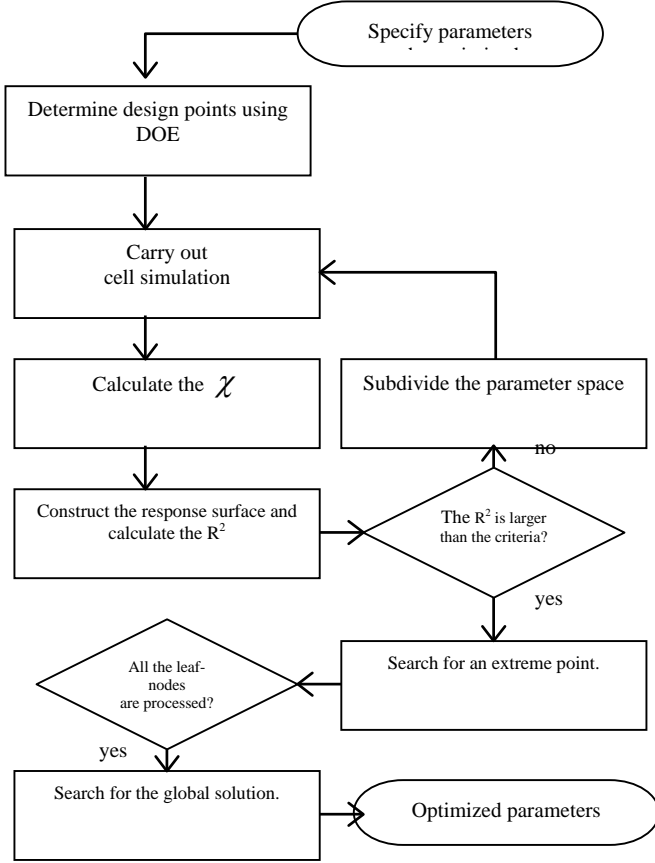 Specify parameters
Determine design points using
DOE
Carry out
cell simulation
Calculate the χ
Subdivide the parameter space
no
Construct the response surface and
calculate the R²
The R² is larger
than the criteria?
yes
Search for an extreme point.
All the leaf-
nodes
are processed?
yes
Search for the global solution.
Optimized parameters